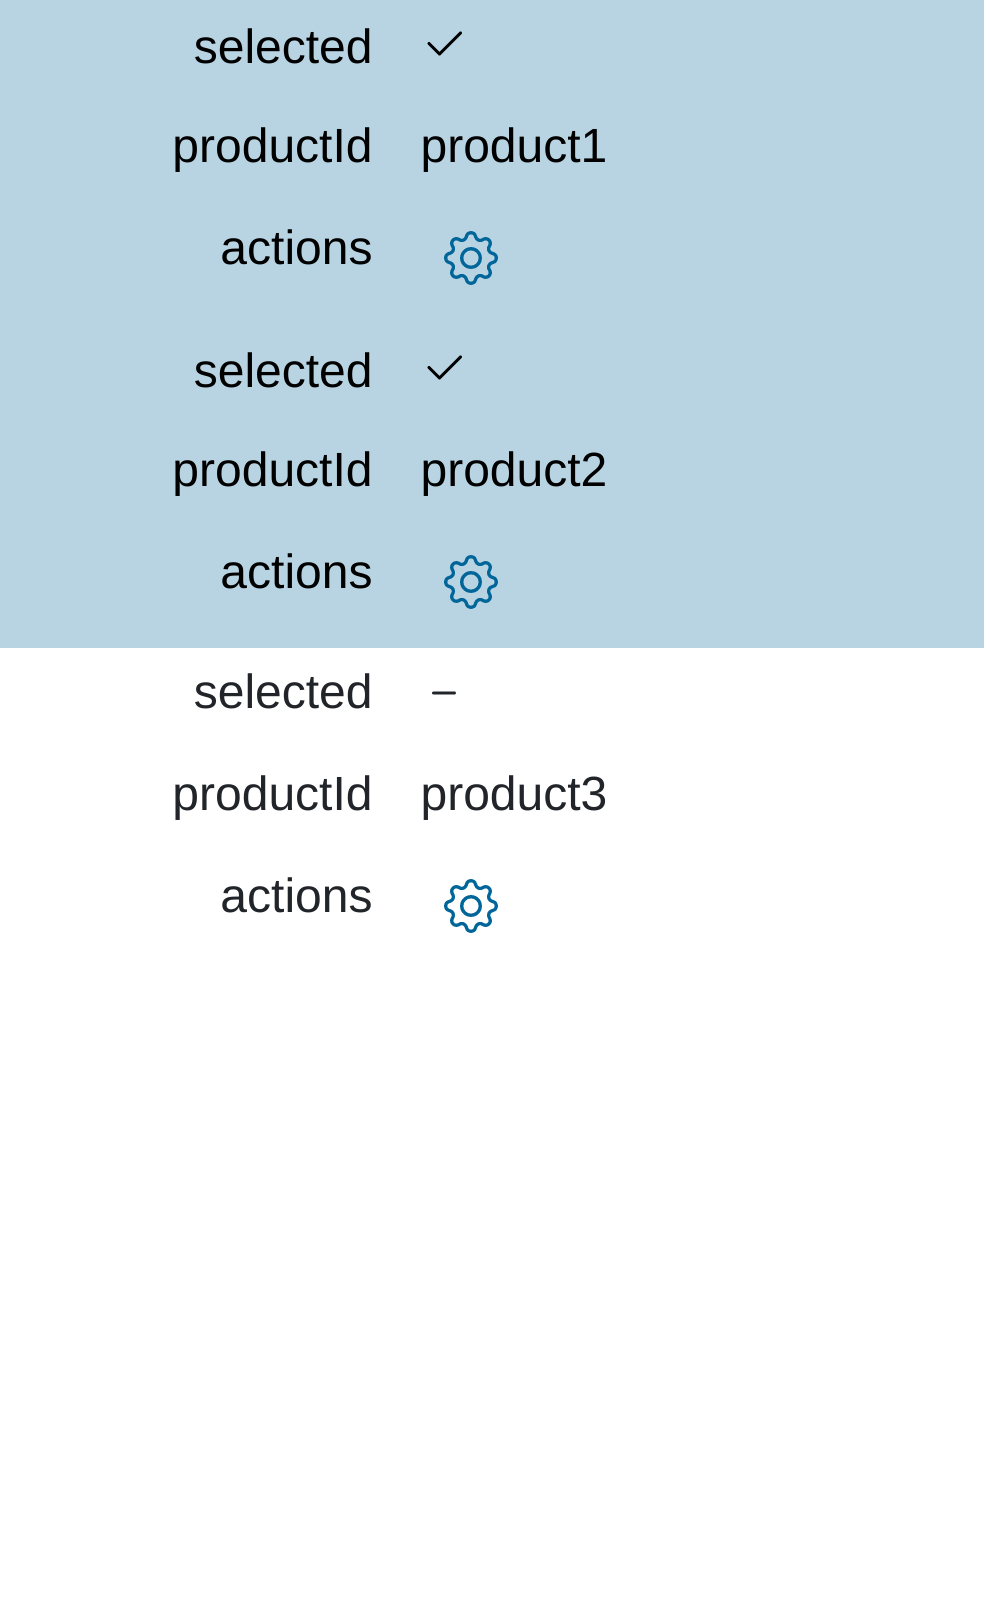 selected
productId product1
actions
selected
productId product2
actions
selected –
productId product3
actions